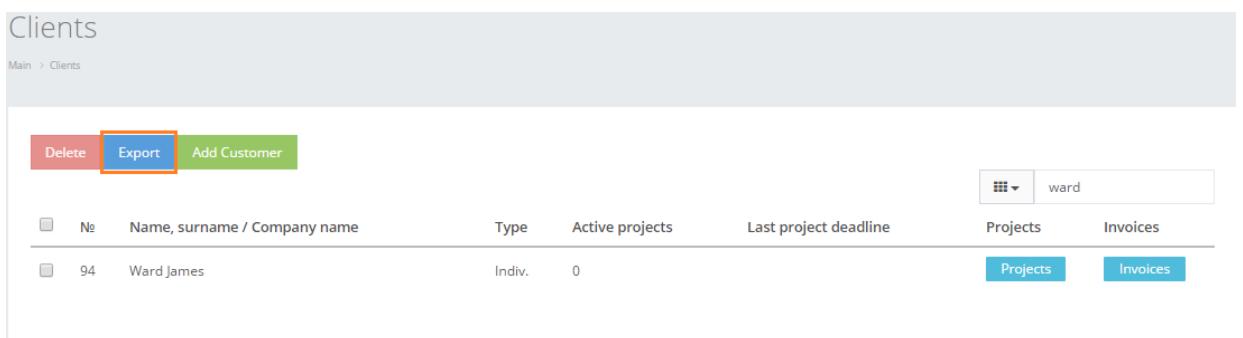 Clients
Main > Clients
Delete Export Add Customer
ward
№ Name, surname / Company name Type Active projects Last project deadline Projects Invoices
94 Ward James Indiv. 0 Projects Invoices